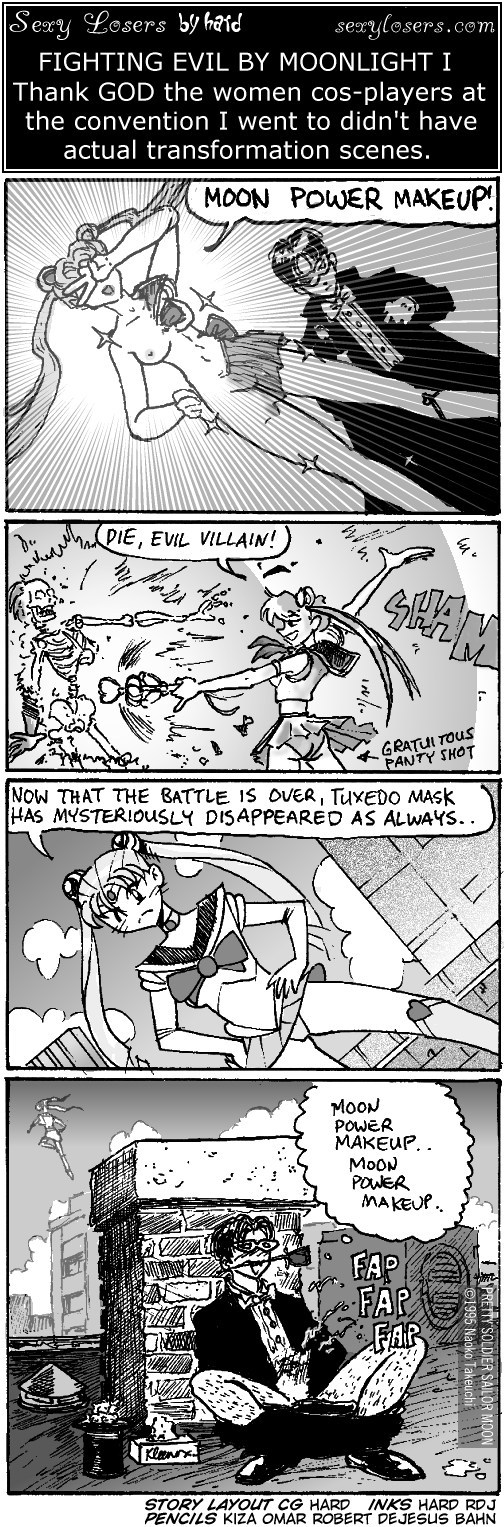 Sexy Losers by hard sexylosers.com
FIGHTING EVIL BY MOONLIGHT I
Thank GOD the women cos-players at
the convention I went to didn't have
actual transformation scenes.
MOON POWER MAKEUP!
DIE, EVIL VILLAIN!
SHAM
GRATUITOUS
PANTY SHOT
NOW THAT THE BATTLE IS OVER, TUXEDO MASK
HAS MYSTERIOUSLY DISAPPEARED AS ALWAYS..
MOON
POWER
MAKEUP..
MOON
POWER
MAKEUP.
FAP
FAP
FAP
Kleenox
PRETTY SOLDER SAILOR MOON
©1995 Naoko Takeuchi
STORY LAYOUT CG HARD INKS HARD RDJ
PENCILS KIZA OMAR ROBERT DEJESUS BAHN